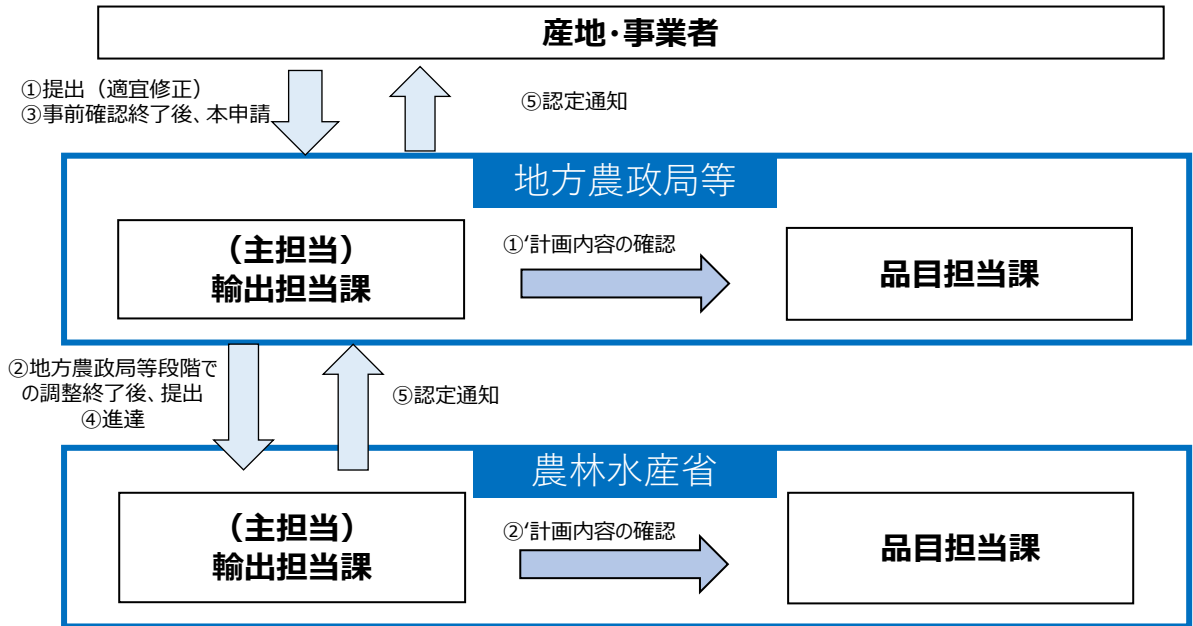 産地・事業者
①提出（適宜修正）
③事前確認終了後、本申請
⑤認定通知
地方農政局等
（主担当）
輸出担当課
①‘計画内容の確認
品目担当課
②地方農政局等段階で
の調整終了後、提出
④進達
⑤認定通知
農林水産省
（主担当）
輸出担当課
②‘計画内容の確認
品目担当課